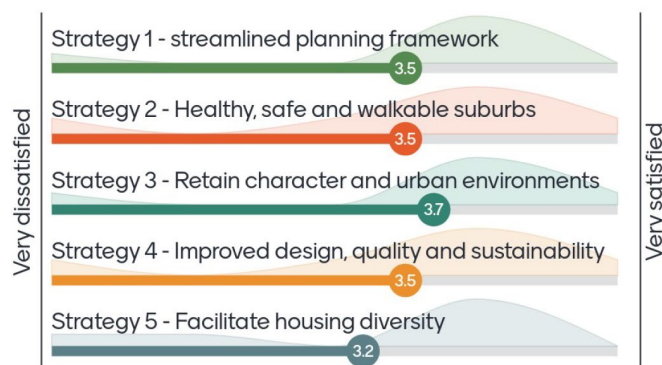 Very dissatisfied
Strategy 1 - streamlined planning framework
3.5
Strategy 2 - Healthy, safe and walkable suburbs
3.5
Strategy 3 - Retain character and urban environments
3.7
Strategy 4 - Improved design, quality and sustainability
3.5
Strategy 5 - Facilitate housing diversity
3.2
Very satisfied